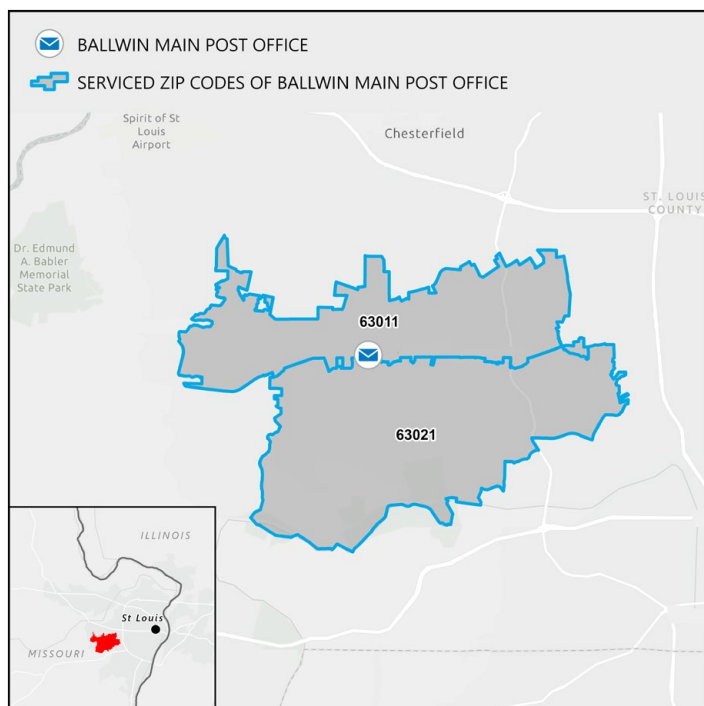 BALLWIN MAIN POST OFFICE
SERVICED ZIP CODES OF BALLWIN MAIN POST OFFICE
Spirit of St
Louis
Airport
Chesterfield
ST. LOUIS
COUNTY
Dr. Edmund
A. Babler
Memorial
State Park
63011
63021
ILLINOIS
St Louis
MISSOURI